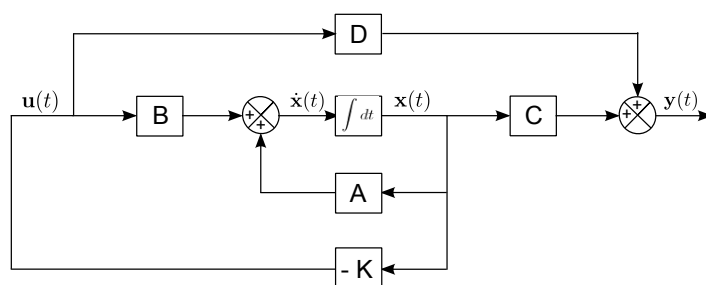 D
u(t)
B
+
+
ẋ(t)
∫ dt
x(t)
C
+
+
y(t)
A
- K